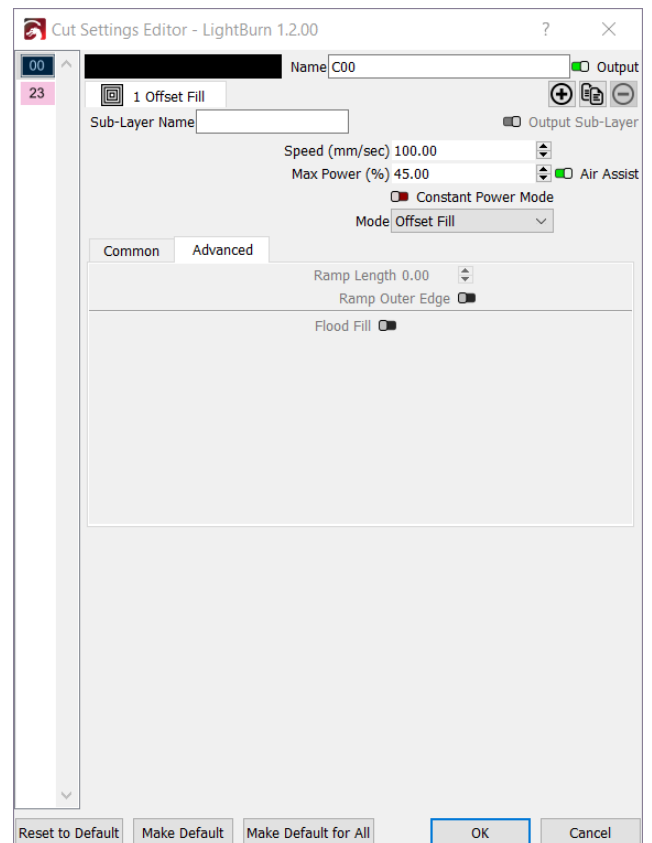 Cut Settings Editor - LightBurn 1.2.00 ?
00
23
Name C00 Output
1 Offset Fill
Sub-Layer Name Output Sub-Layer
Speed (mm/sec) 100.00
Max Power (%) 45.00 Air Assist
Constant Power Mode
Mode Offset Fill
Common Advanced
Ramp Length 0.00
Ramp Outer Edge
Flood Fill
Reset to Default Make Default Make Default for All OK Cancel